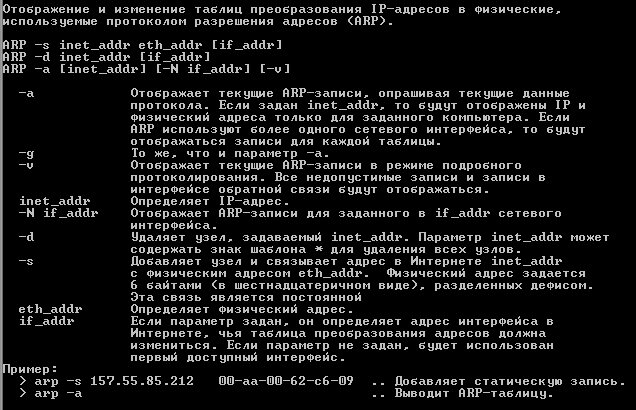 Отображение и изменение таблиц преобразования IP-адресов в физические,
используемые протоколом разрешения адресов (ARP).
ARP -s inet_addr eth_addr [if_addr]
ARP -d inet_addr [if_addr]
ARP -a [inet_addr] [-N if_addr] [-v]
-a Отображает текущие ARP-записи, опрашивая текущие данные
протокола. Если задан inet_addr, то будут отображены IP и
физический адреса только для заданного компьютера. Если
ARP используют более одного сетевого интерфейса, то будут
отображаться записи для каждой таблицы.
-g То же, что и параметр -a.
-v Отображает текущие ARP-записи в режиме подробного
протоколирования. Все недопустимые записи и записи в
интерфейсе обратной связи будут отображаться.
inet_addr Определяет IP-адрес.
-N if_addr Отображает ARP-записи для заданного в if_addr сетевого
интерфейса.
-d Удаляет узел, задаваемый inet_addr. Параметр inet_addr может
содержать знак шаблона * для удаления всех узлов.
-s Добавляет узел и связывает адрес в Интернете inet_addr
с физическим адресом eth_addr. Физический адрес задается
6 байтами (в шестнадцатеричном виде), разделенных дефисом.
Эта связь является постоянной
eth_addr Определяет физический адрес.
if_addr Если параметр задан, он определяет адрес интерфейса в
Интернете, чья таблица преобразования адресов должна
измениться. Если параметр не задан, будет использован
первый доступный интерфейс.
Пример:
> arp -s 157.55.85.212 00-aa-00-62-c6-09 .. Добавляет статическую запись.
> arp -a .. Выводит ARP-таблицу.